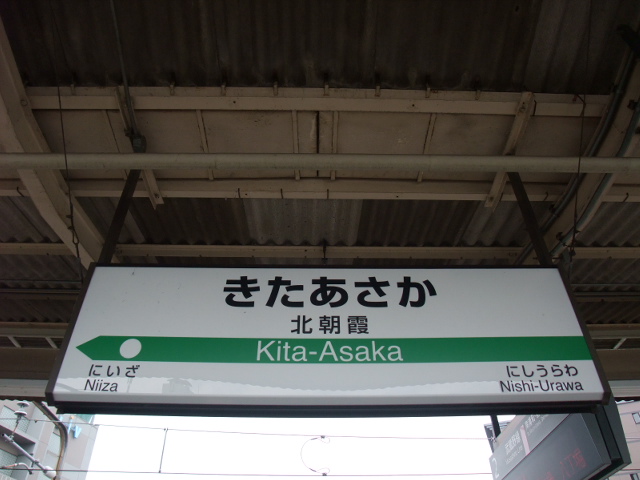 きたあさか
北朝霞
Kita-Asaka
にいざ
Niiza
にしうらわ
Nishi-Urawa